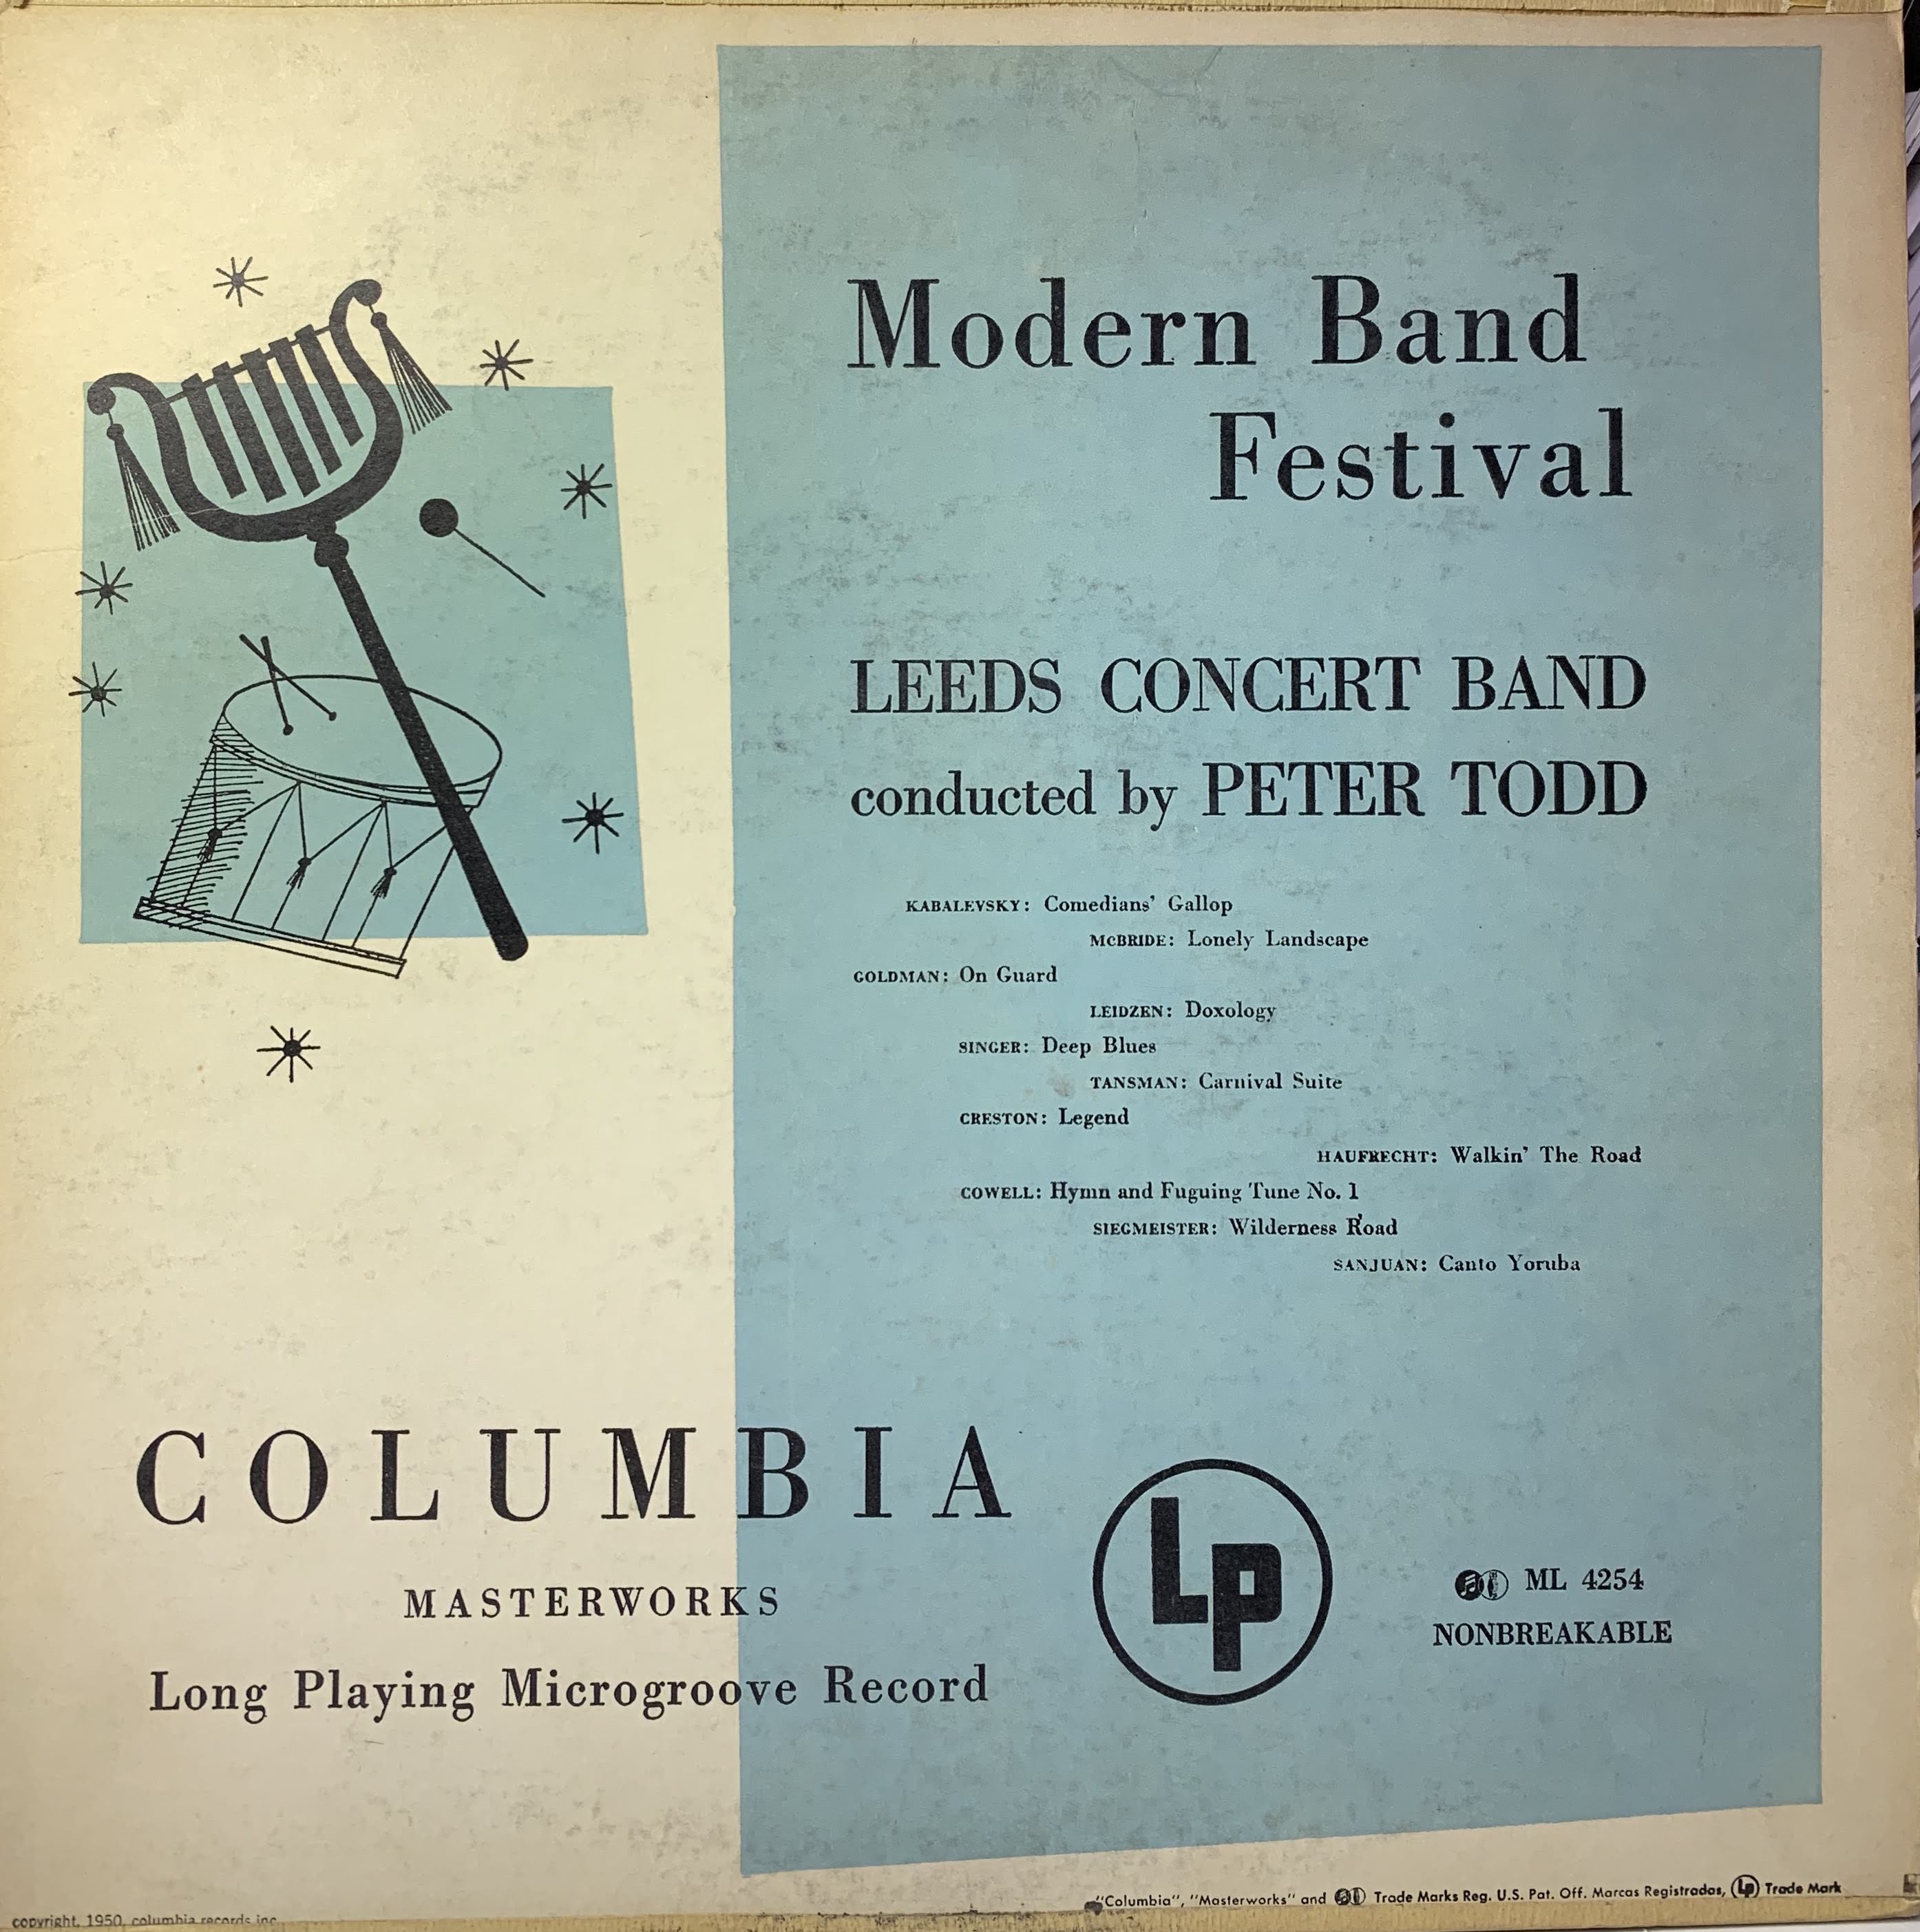 Modern Band
Festival
LEEDS CONCERT BAND
conducted by PETER TODD
KABALEVSKY: Comedians' Gallop
MCBRIDE: Lonely Landscape
GOLDMAN: On Guard
LEIDZEN: Doxology
SINGER: Deep Blues
TANSMAN: Carnival Suite
CRESTON: Legend
HAUFRECHT: Walkin' The Road
COWELL: Hymn and Fuguing Tune No. 1
SIEGMEISTER: Wilderness Road
SANJUAN: Canto Yoruba
COLUMBIA
MASTERWORKS
Long Playing Microgroove Record
LP
ML 4254
NONBREAKABLE
"Columbia", "Masterworks" and Trade Marks Reg. U.S. Pat. Off. Marcas Registradas, LP Trade Mark
copyright, 1950, columbia records inc.